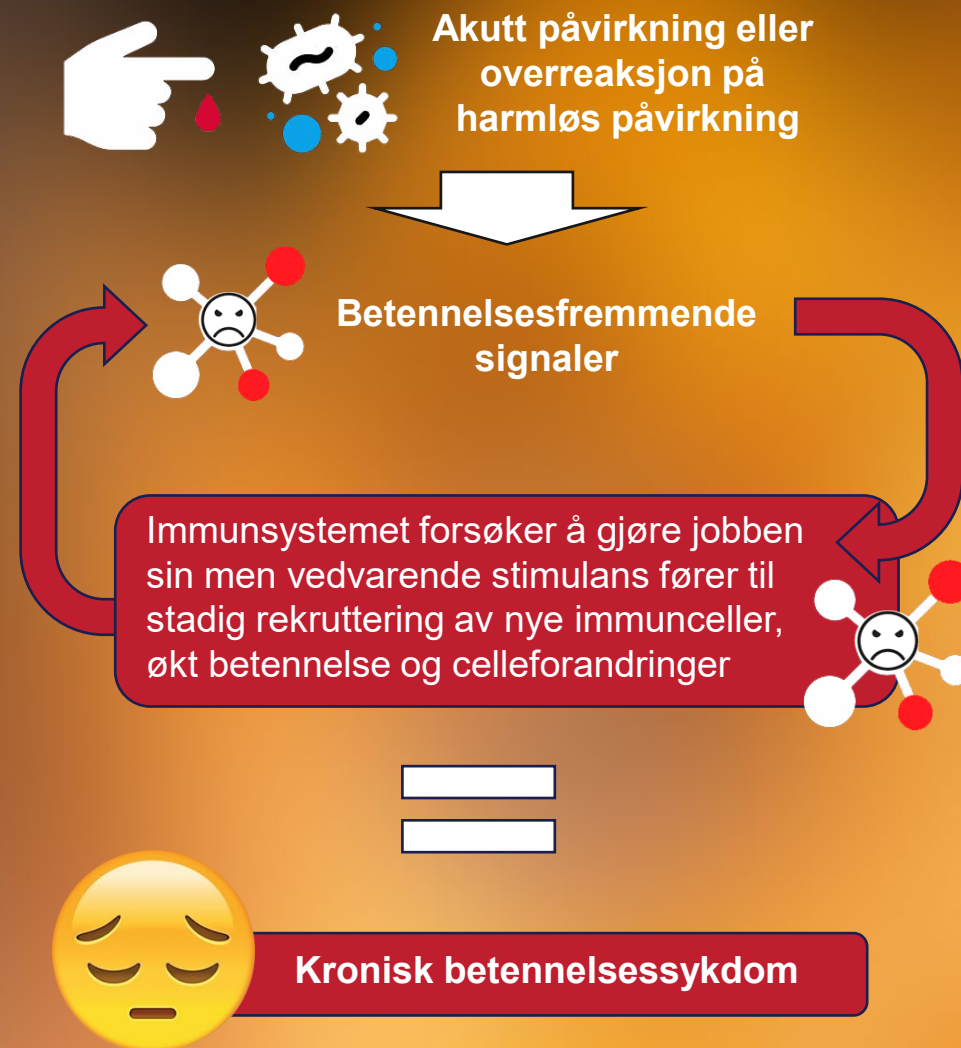 Akutt påvirkning eller
overreaksjon på
harmløs påvirkning
Betennelsesfremmende
signaler
Immunsystemet forsøker å gjøre jobben
sin men vedvarende stimulans fører til
stadig rekruttering av nye immunceller,
økt betennelse og celleforandringer
Kronisk betennelsessykdom